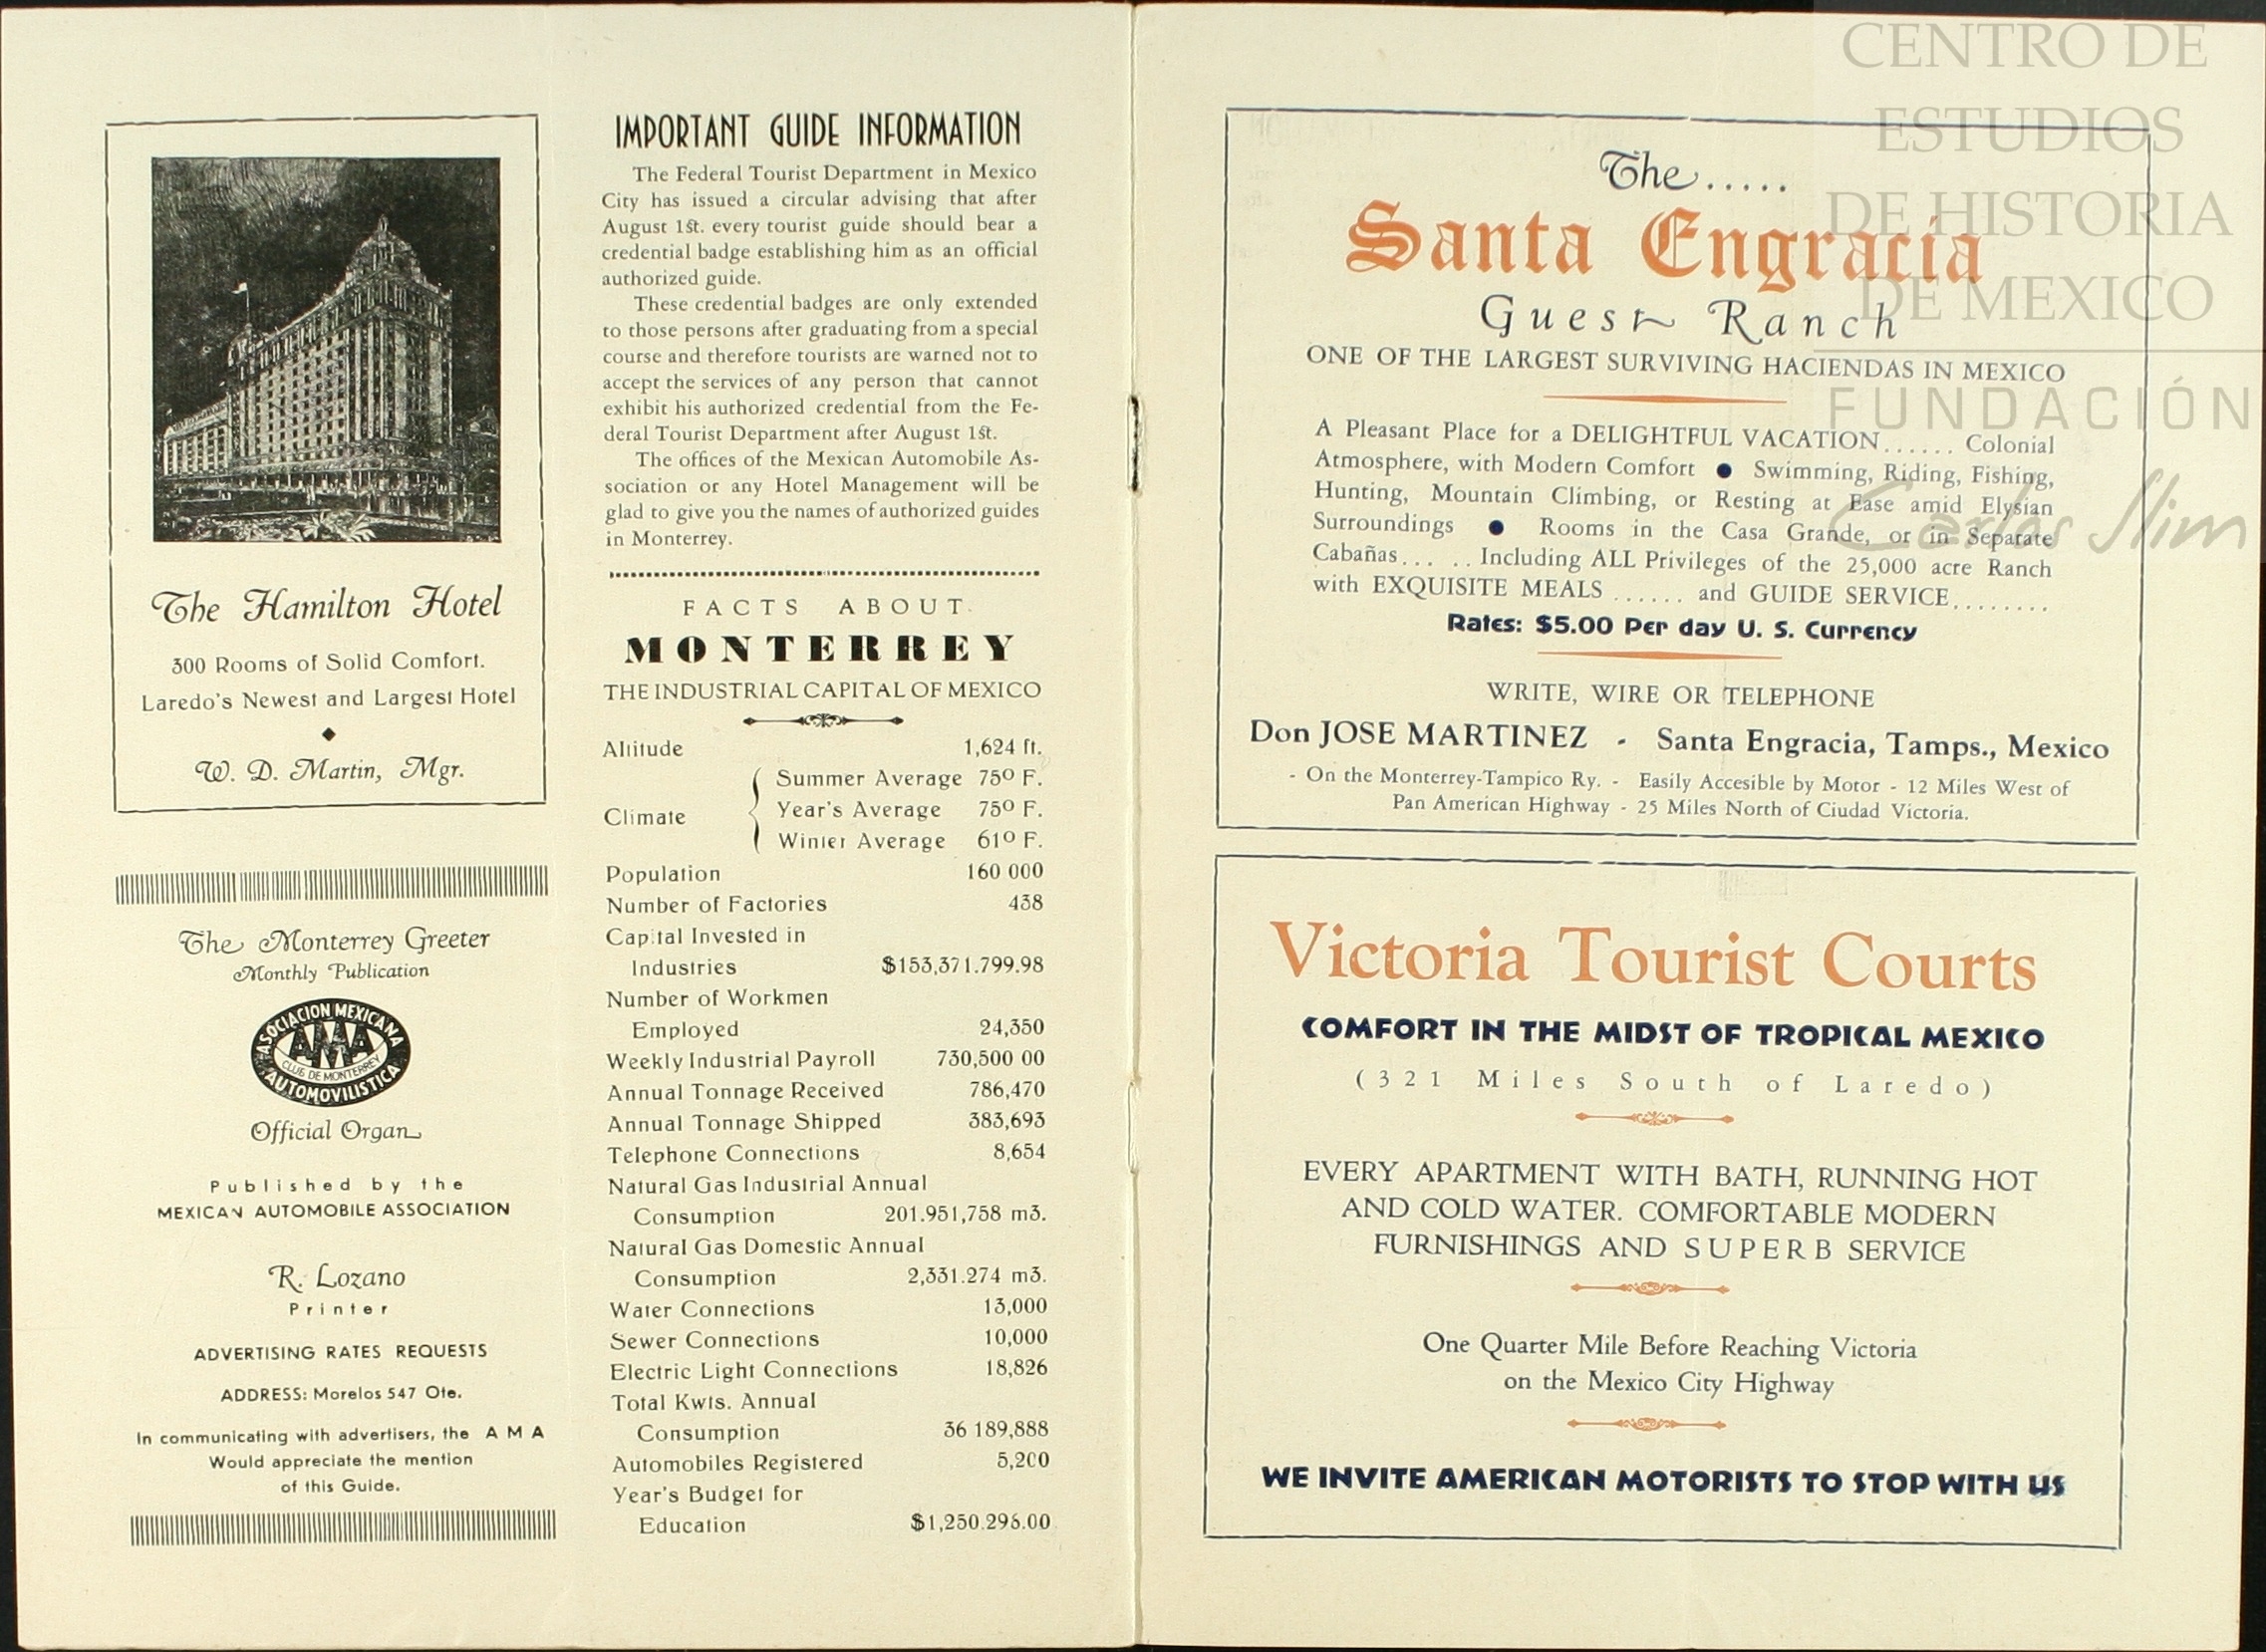 The Hamilton Hotel
300 Rooms of Solid Comfort.
Laredo's Newest and Largest Hotel
W. D. Martin, Mgr.
The Monterrey Greeter
Monthly Publication
ASOCIACION MEXICANA
AMA
CLUB DE MONTERREY
AUTOMOVILISTICA
Official Organ
Published by the
MEXICAN AUTOMOBILE ASSOCIATION
R. Lozano
Printer
ADVERTISING RATES REQUESTS
ADDRESS: Morelos 547 Ote.
In communicating with advertisers, the A M A
Would appreciate the mention
of this Guide.
IMPORTANT GUIDE INFORMATION
The Federal Tourist Department in Mexico
City has issued a circular advising that after
August 1st. every tourist guide should bear a
credential badge establishing him as an official
authorized guide.
These credential badges are only extended
to those persons after graduating from a special
course and therefore tourists are warned not to
accept the services of any person that cannot
exhibit his authorized credential from the Fe-
deral Tourist Department after August 1st.
The offices of the Mexican Automobile As-
sociation or any Hotel Management will be
glad to give you the names of authorized guides
in Monterrey.
FACTS ABOUT
MONTERREY
THE INDUSTRIAL CAPITAL OF MEXICO
Altitude 1,624 ft.
Summer Average 75º F.
Climate Year's Average 75º F.
Winter Average 61º F.
Population 160 000
Number of Factories 438
Capital Invested in
Industries $153,371.799.98
Number of Workmen
Employed 24,350
Weekly Industrial Payroll 730,500 00
Annual Tonnage Received 786,470
Annual Tonnage Shipped 383,693
Telephone Connections 8,654
Natural Gas Industrial Annual
Consumption 201.951,758 m3.
Natural Gas Domestic Annual
Consumption 2,331.274 m3.
Water Connections 13,000
Sewer Connections 10,000
Electric Light Connections 18,826
Total Kwts. Annual
Consumption 36 189,888
Automobiles Registered 5,200
Year's Budget for
Education $1,250.296.00
The.....
Santa Engracia
Guest Ranch
ONE OF THE LARGEST SURVIVING HACIENDAS IN MEXICO
A Pleasant Place for a DELIGHTFUL VACATION...... Colonial
Atmosphere, with Modern Comfort ● Swimming, Riding, Fishing,
Hunting, Mountain Climbing, or Resting at Ease amid Elysian
Surroundings ● Rooms in the Casa Grande, or in Separate
Cabañas... .. Including ALL Privileges of the 25,000 acre Ranch
with EXQUISITE MEALS ...... and GUIDE SERVICE........
Rates: $5.00 Per day U. S. Currency
WRITE, WIRE OR TELEPHONE
Don JOSE MARTINEZ - Santa Engracia, Tamps., Mexico
- On the Monterrey-Tampico Ry. - Easily Accesible by Motor - 12 Miles West of
Pan American Highway - 25 Miles North of Ciudad Victoria.
Victoria Tourist Courts
COMFORT IN THE MIDST OF TROPICAL MEXICO
(321 Miles South of Laredo)
EVERY APARTMENT WITH BATH, RUNNING HOT
AND COLD WATER. COMFORTABLE MODERN
FURNISHINGS AND SUPERB SERVICE
One Quarter Mile Before Reaching Victoria
on the Mexico City Highway
WE INVITE AMERICAN MOTORISTS TO STOP WITH US
CENTRO DE
ESTUDIOS
DE HISTORIA
DE MEXICO
FUNDACIÓN
Carlos Slim